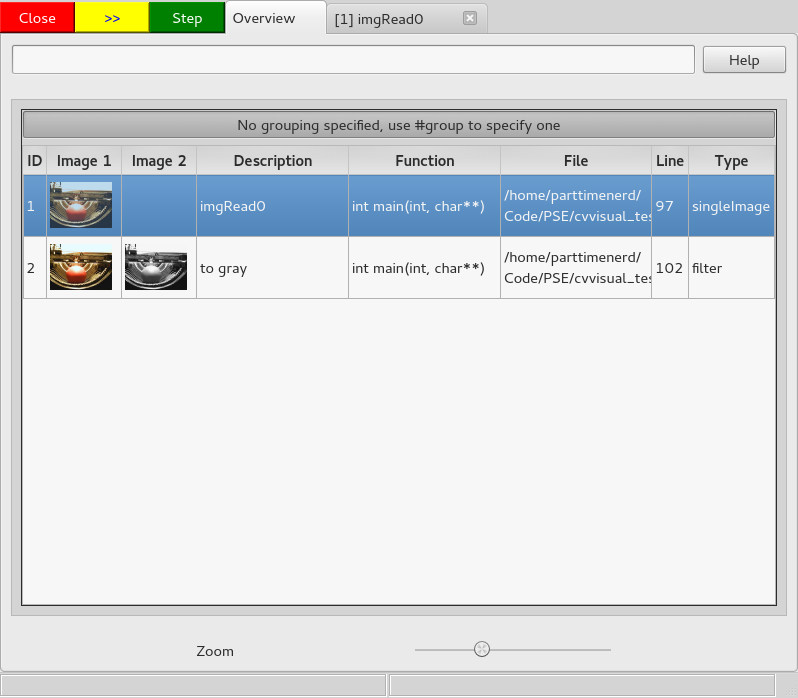 Close >> Step Overview [1] imgRead0
Help
No grouping specified, use #group to specify one
ID Image 1 Image 2 Description Function File Line Type
1 imgRead0 int main(int, char**) /home/parttimenerd/ 97 singleImage
Code/PSE/cvvisual_tes
2 to gray int main(int, char**) /home/parttimenerd/ 102 filter
Code/PSE/cvvisual_tes
Zoom